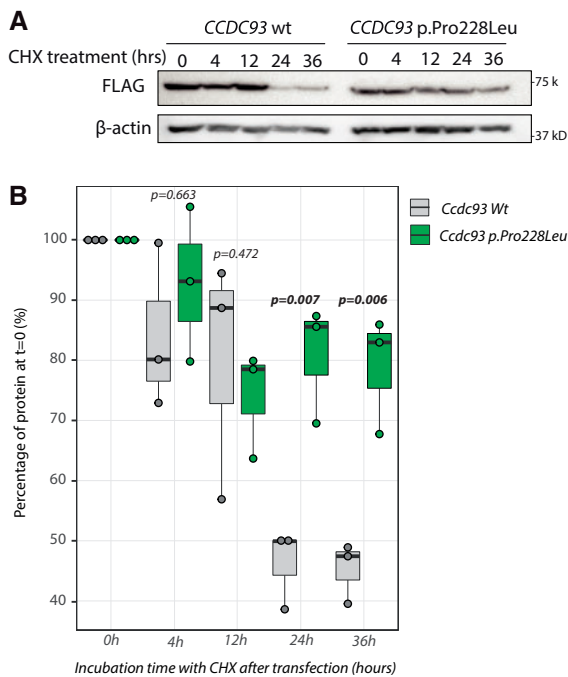 A
CCDC93 wt CCDC93 p.Pro228Leu
CHX treatment (hrs) 0 4 12 24 36 0 4 12 24 36
FLAG -75 k
β-actin -37 kD
B
p=0.663
p=0.472
p=0.007 p=0.006
Ccdc93 Wt
Ccdc93 p.Pro228Leu
Percentage of protein at t=0 (%)
100
90
80
70
60
50
40
0h 4h 12h 24h 36h
Incubation time with CHX after transfection (hours)